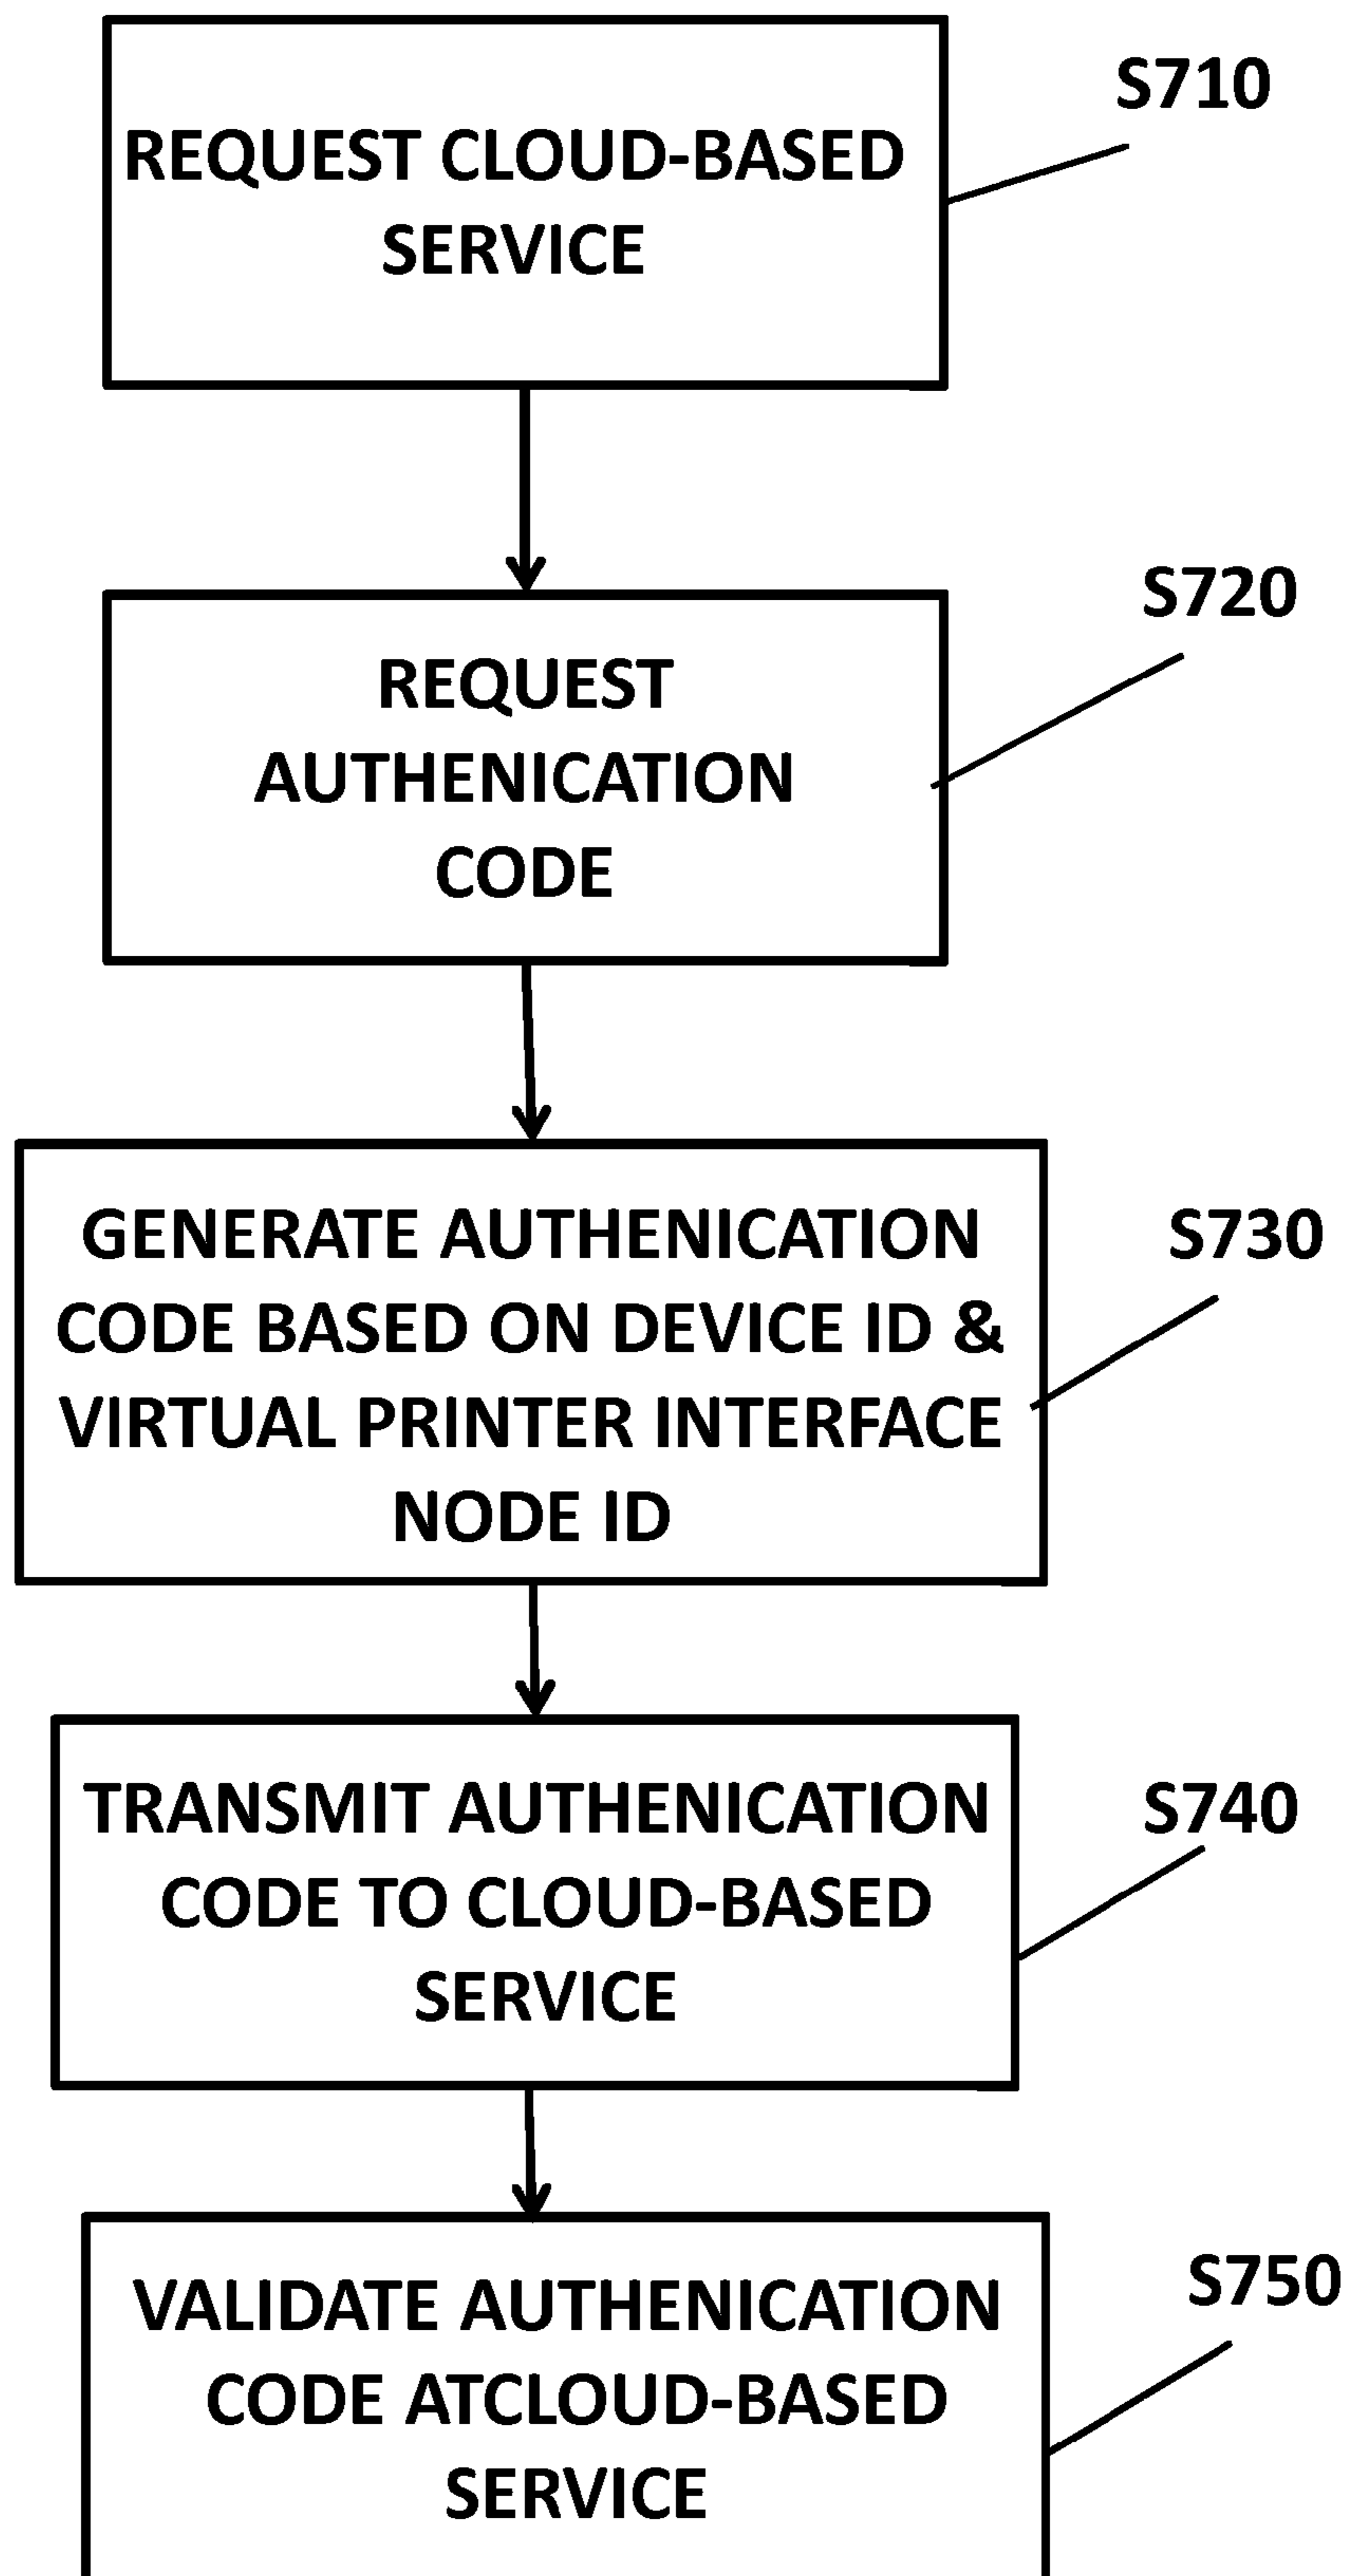 REQUEST CLOUD-BASED
SERVICE
S710
REQUEST
AUTHENICATION
CODE
S720
GENERATE AUTHENICATION
CODE BASED ON DEVICE ID &
VIRTUAL PRINTER INTERFACE
NODE ID
S730
TRANSMIT AUTHENICATION
CODE TO CLOUD-BASED
SERVICE
S740
VALIDATE AUTHENICATION
CODE ATCLOUD-BASED
SERVICE
S750